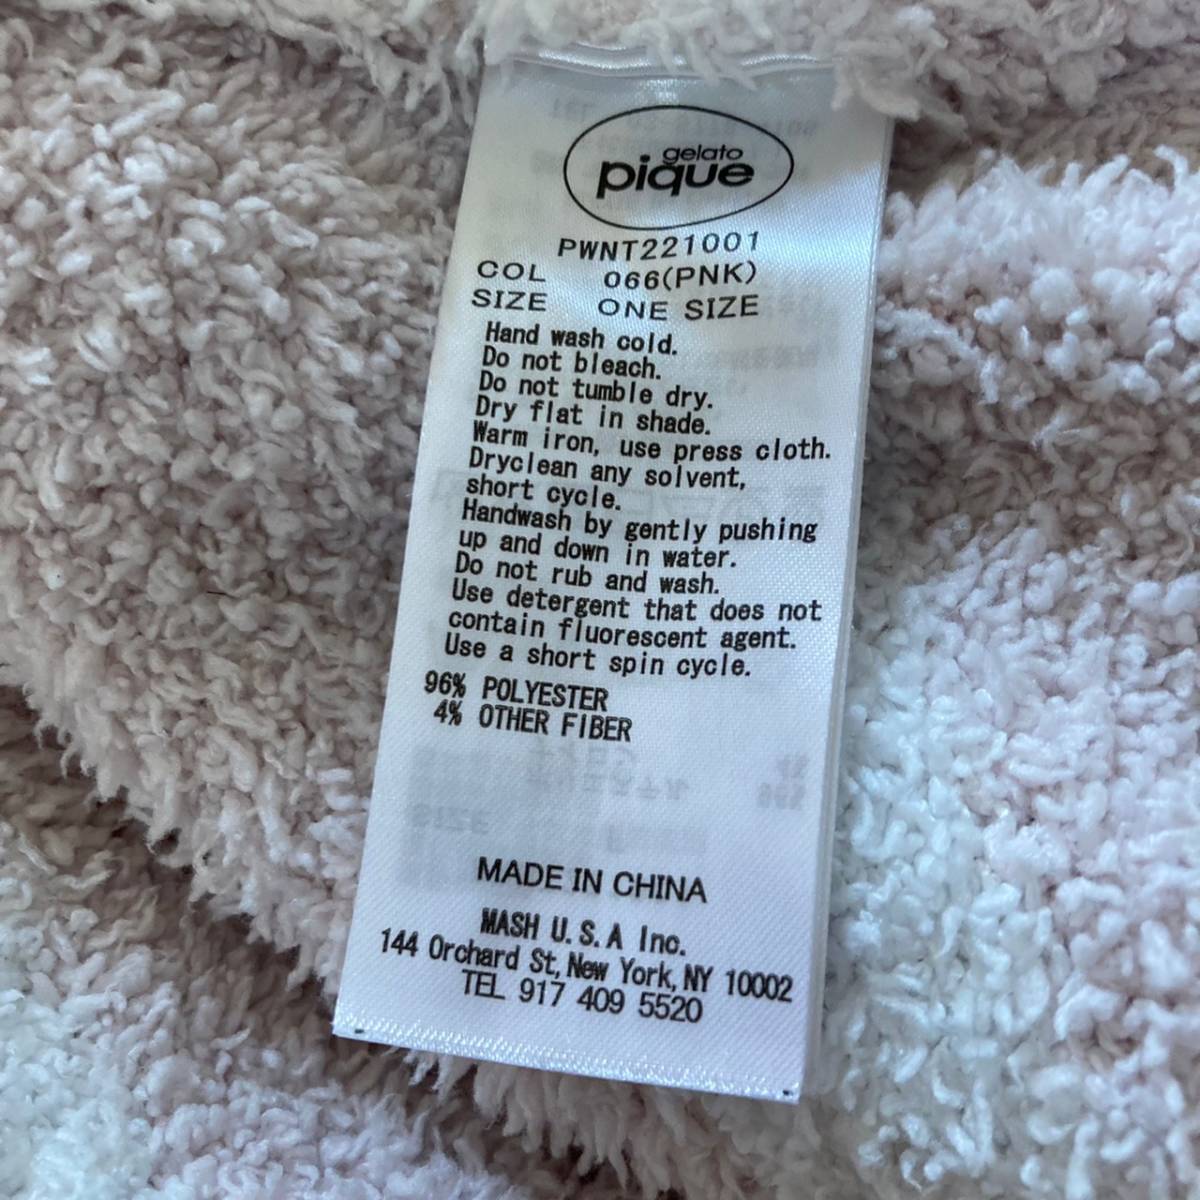 gelato
pique
PWNT221001
COL 066(PNK)
SIZE ONE SIZE
Hand wash cold.
Do not bleach.
Do not tumble dry.
Dry flat in shade.
Warm iron, use press cloth.
Dryclean any solvent,
short cycle.
Handwash by gently pushing
up and down in water.
Do not rub and wash.
Use detergent that does not
contain fluorescent agent.
Use a short spin cycle.
96% POLYESTER
4% OTHER FIBER
MADE IN CHINA
MASH U.S.A Inc.
144 Orchard St, New York, NY 10002
TEL 917 409 5520